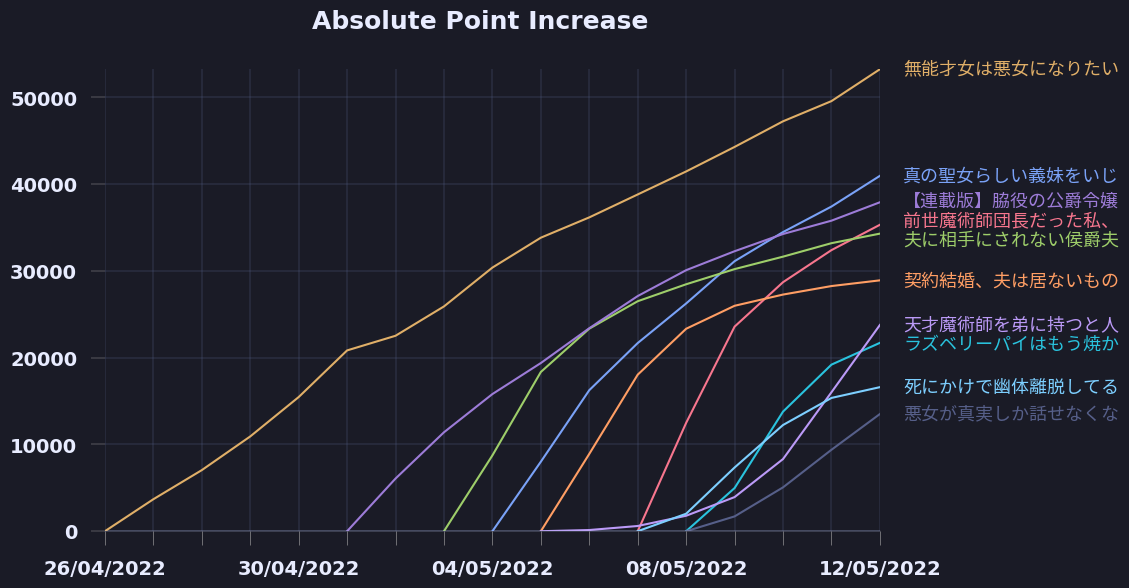 Absolute Point Increase
50000
40000
30000
20000
10000
0
26/04/2022
30/04/2022
04/05/2022
08/05/2022
12/05/2022
無能才女は悪女になりたい
真の聖女らしい義妹をいじ
【連載版】脇役の公爵令嬢
前世魔術師団長だった私、
夫に相手にされない侯爵夫
契約結婚、夫は居ないもの
天才魔術師を弟に持つと人
ラズベリーパイはもう焼か
死にかけで幽体離脱してる
悪女が真実しか話せなくな